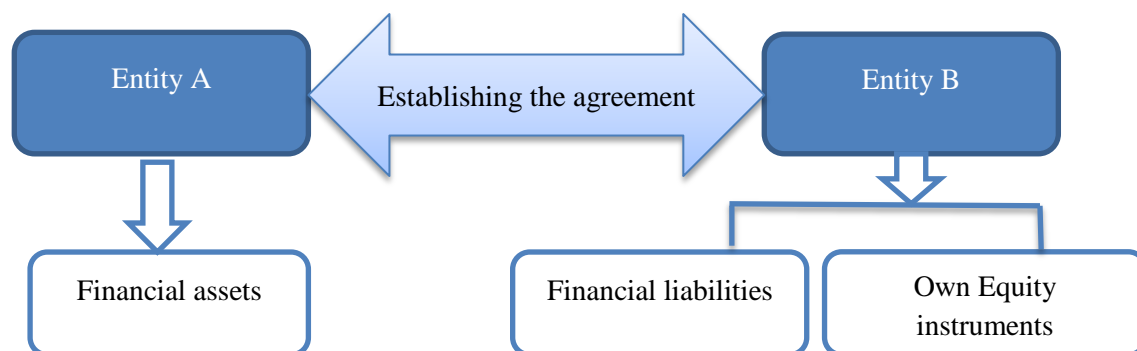 Entity A
Establishing the agreement
Entity B
Financial assets
Financial liabilities
Own Equity
instruments